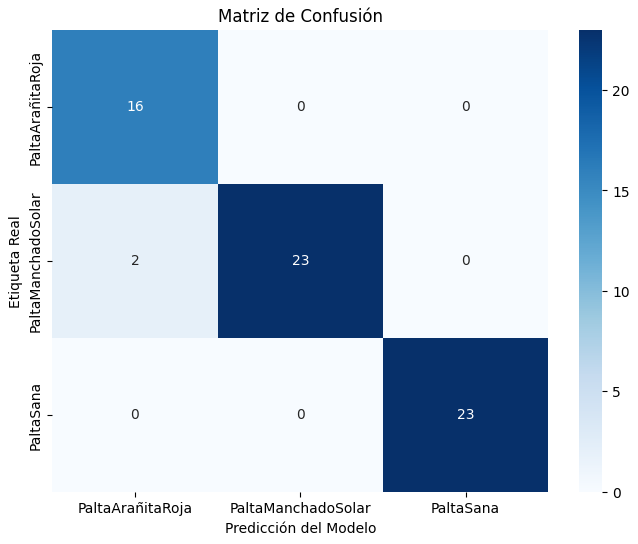 Matriz de Confusión
Etiqueta Real
PaltaArañitaRoja
16 0 0
PaltaManchadoSolar
2 23 0
PaltaSana
0 0 23
PaltaArañitaRoja PaltaManchadoSolar PaltaSana
Predicción del Modelo
20
15
10
5
0